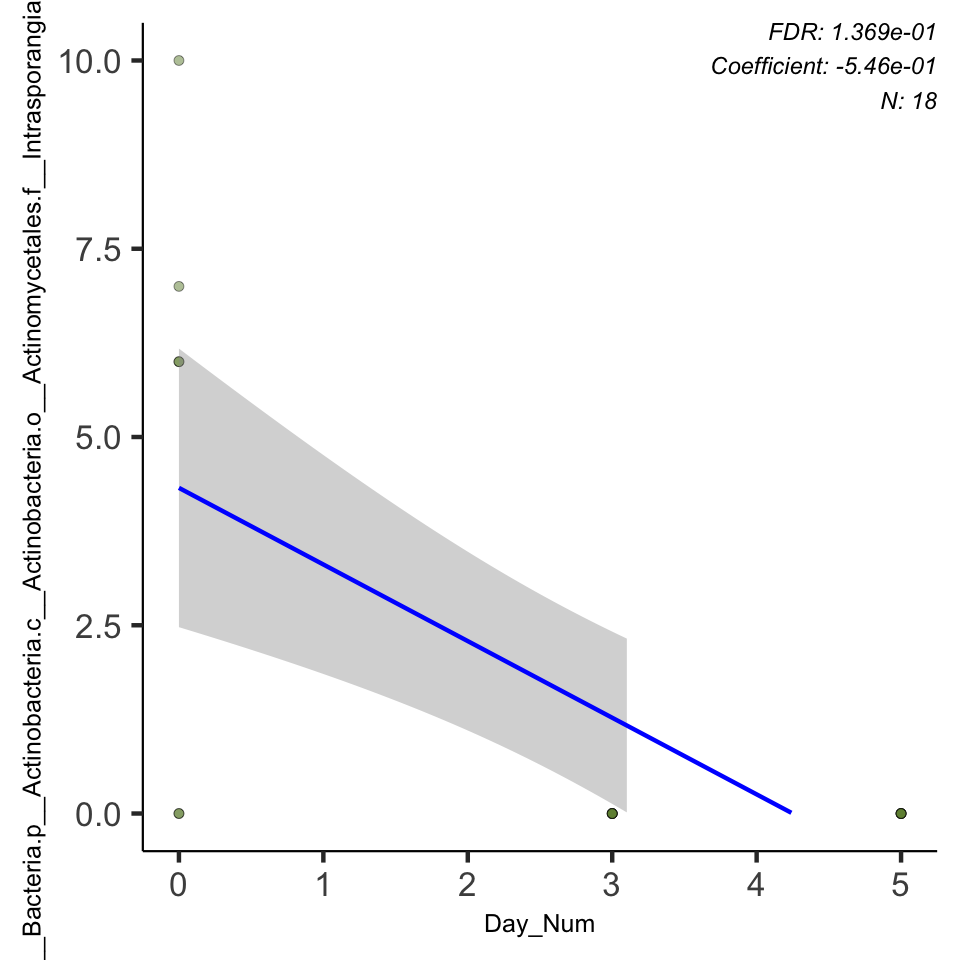 FDR: 1.369e-01
Coefficient: -5.46e-01
N: 18
10.0
7.5
5.0
2.5
0.0
__Bacteria.p__Actinobacteria.c__Actinobacteria.o__Actinomycetales.f__Intrasporangia
0 1 2 3 4 5
Day_Num